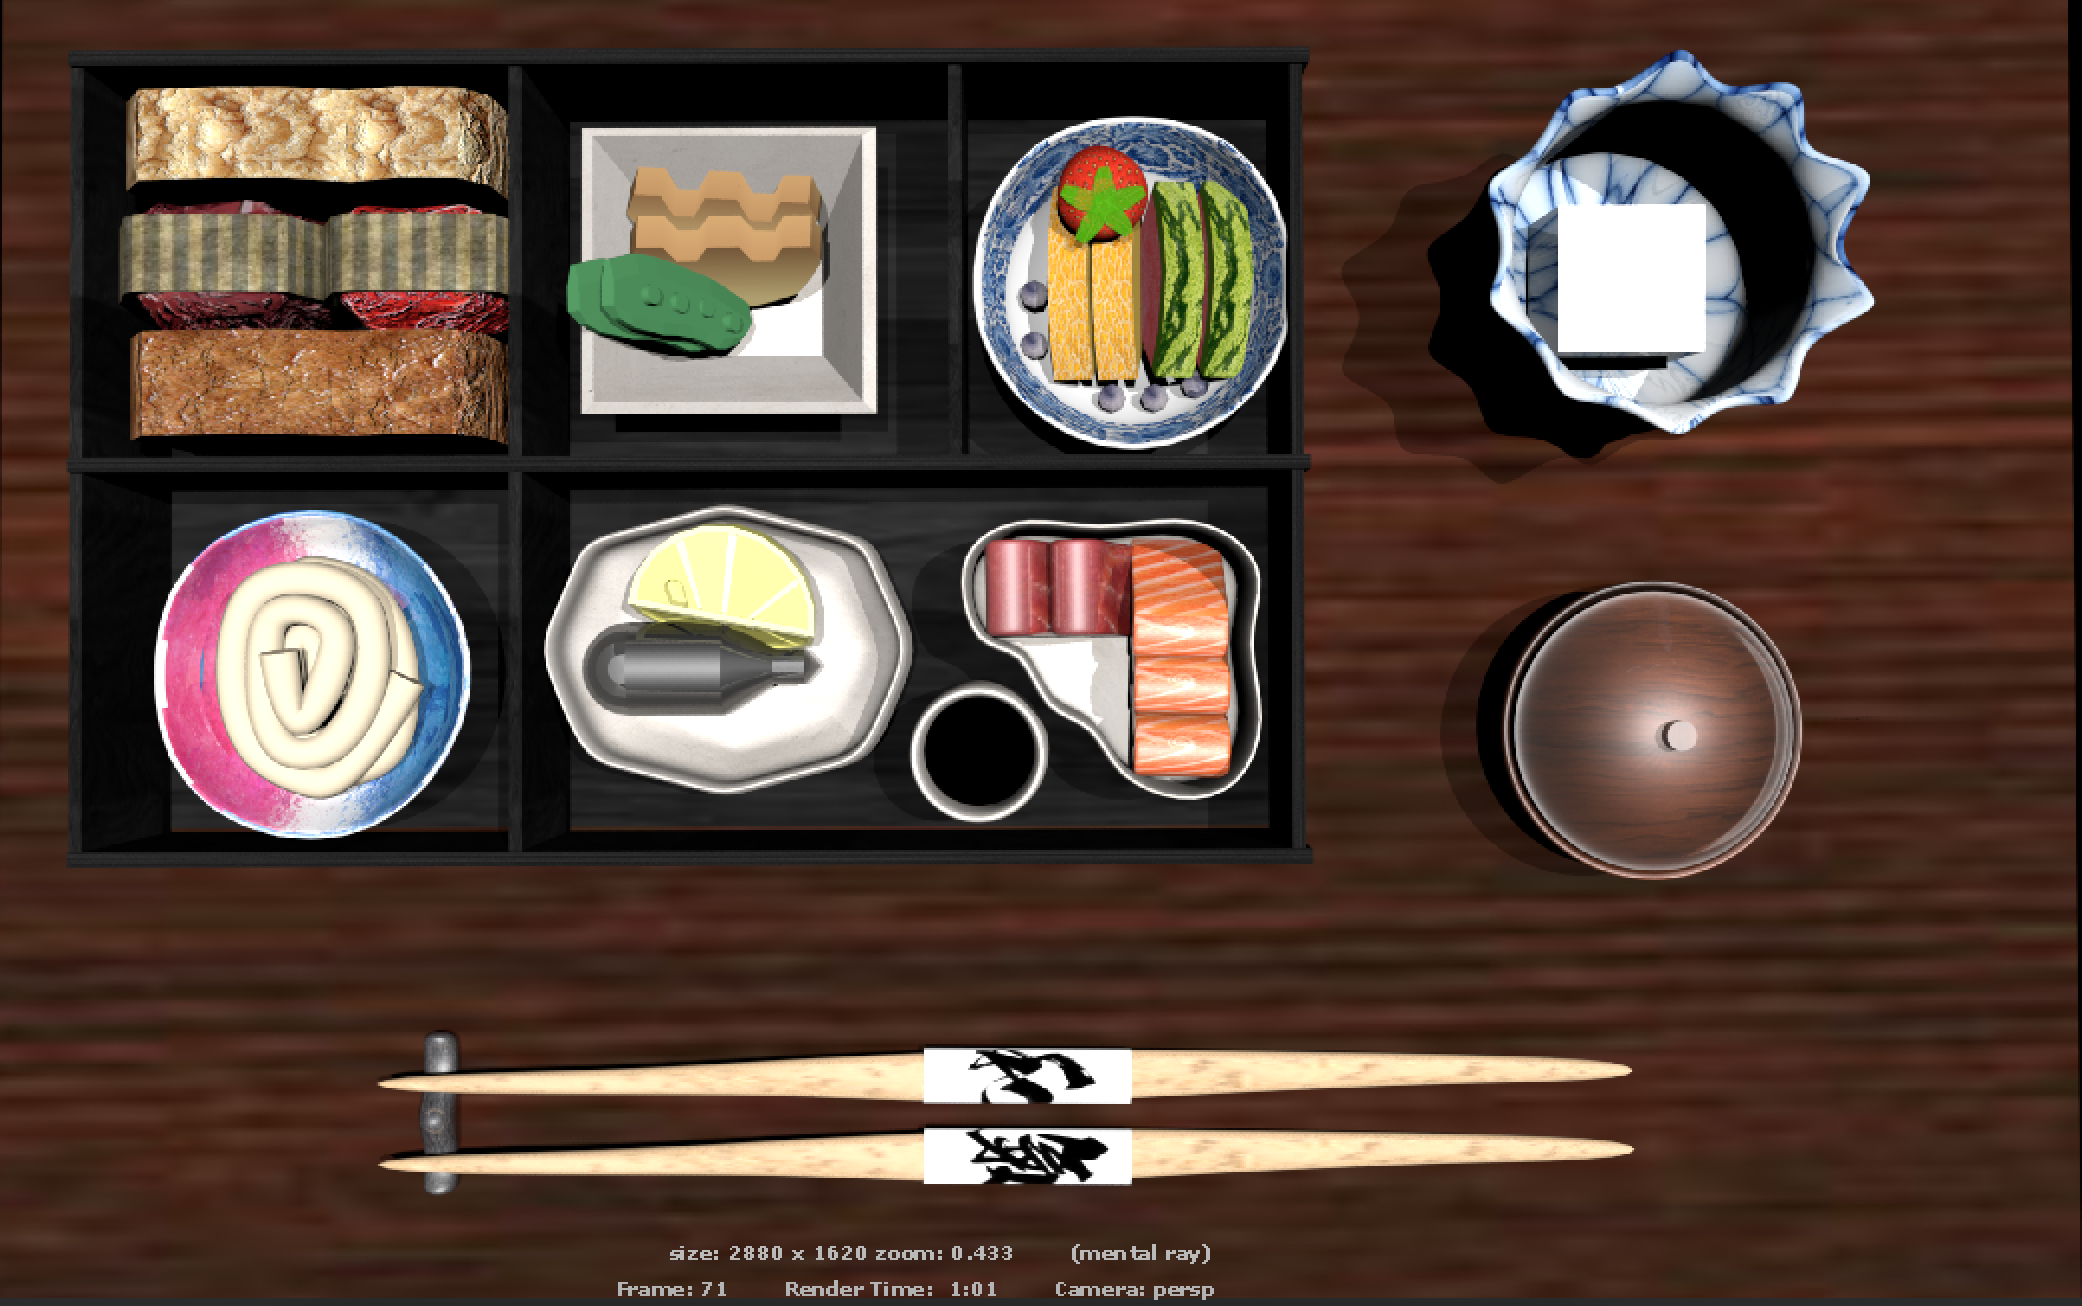 size: 2880 x 1620 zoom: 0.433 (mental ray)
Frame: 71 Render Time: 1:01 Camera: persp